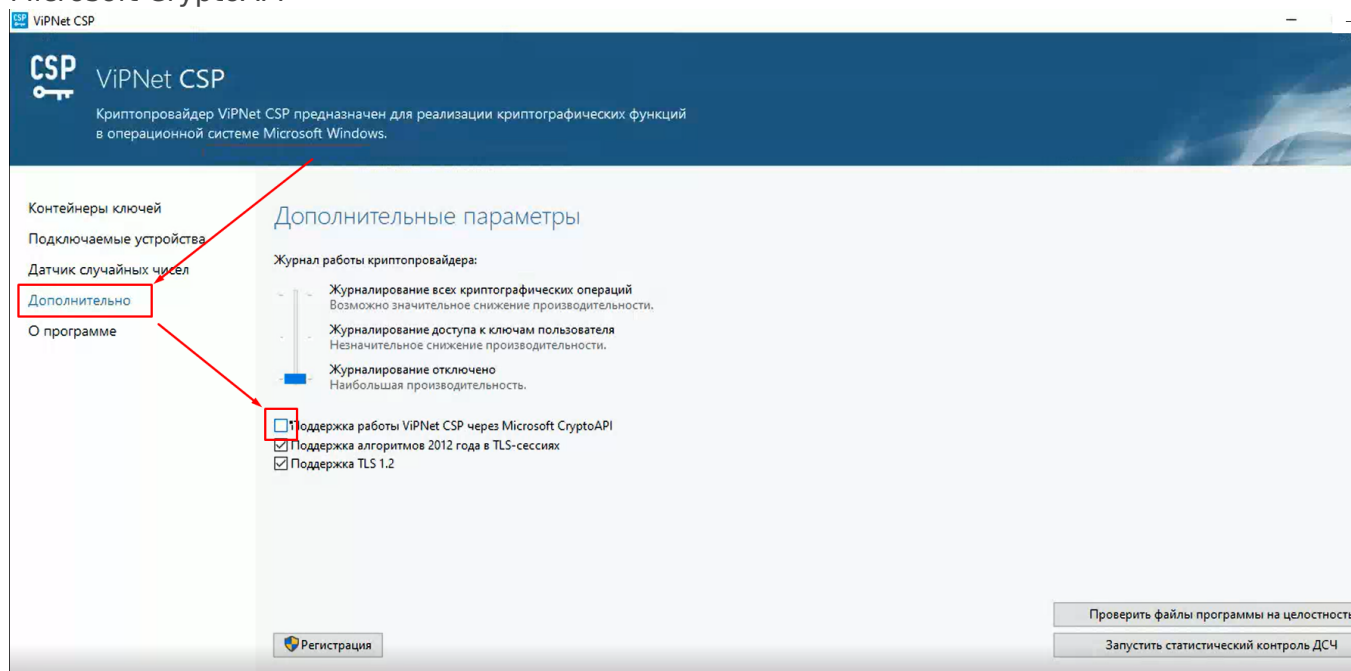 Microsoft CryptoAPI
CSP ViPNet CSP
CSP
ViPNet CSP
Криптопровайдер ViPNet CSP предназначен для реализации криптографических функций
в операционной системе Microsoft Windows.
Контейнеры ключей
Подключаемые устройства
Датчик случайных чисел
Дополнительно
О программе
Дополнительные параметры
Журнал работы криптопровайдера:
Журналирование всех криптографических операций
Возможно значительное снижение производительности.
Журналирование доступа к ключам пользователя
Незначительное снижение производительности.
Журналирование отключено
Наибольшая производительность.
Поддержка работы ViPNet CSP через Microsoft CryptoAPI
Поддержка алгоритмов 2012 года в TLS-сессиях
Поддержка TLS 1.2
Проверить файлы программы на целостность
Регистрация
Запустить статистический контроль ДСЧ